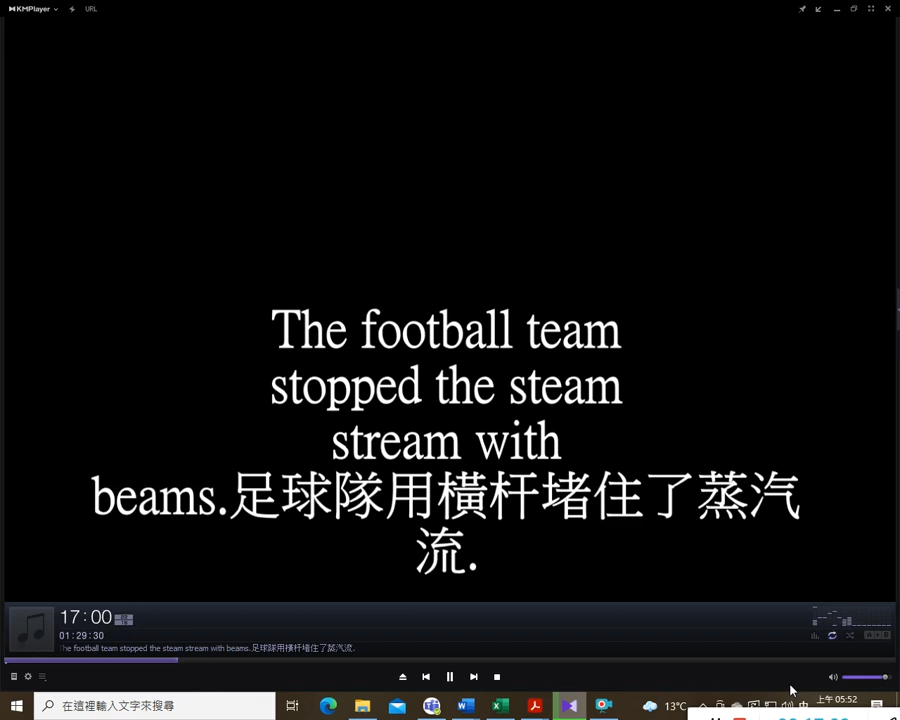 KMPlayer URL
The football team
stopped the steam
stream with
beams.足球隊用橫杆堵住了蒸汽
流.
17:00
01:29:30
The football team stopped the steam stream with beams.足球隊用橫杆堵住了蒸汽流.
在這裡輸入文字來搜尋 13°C 中 上午 05:52